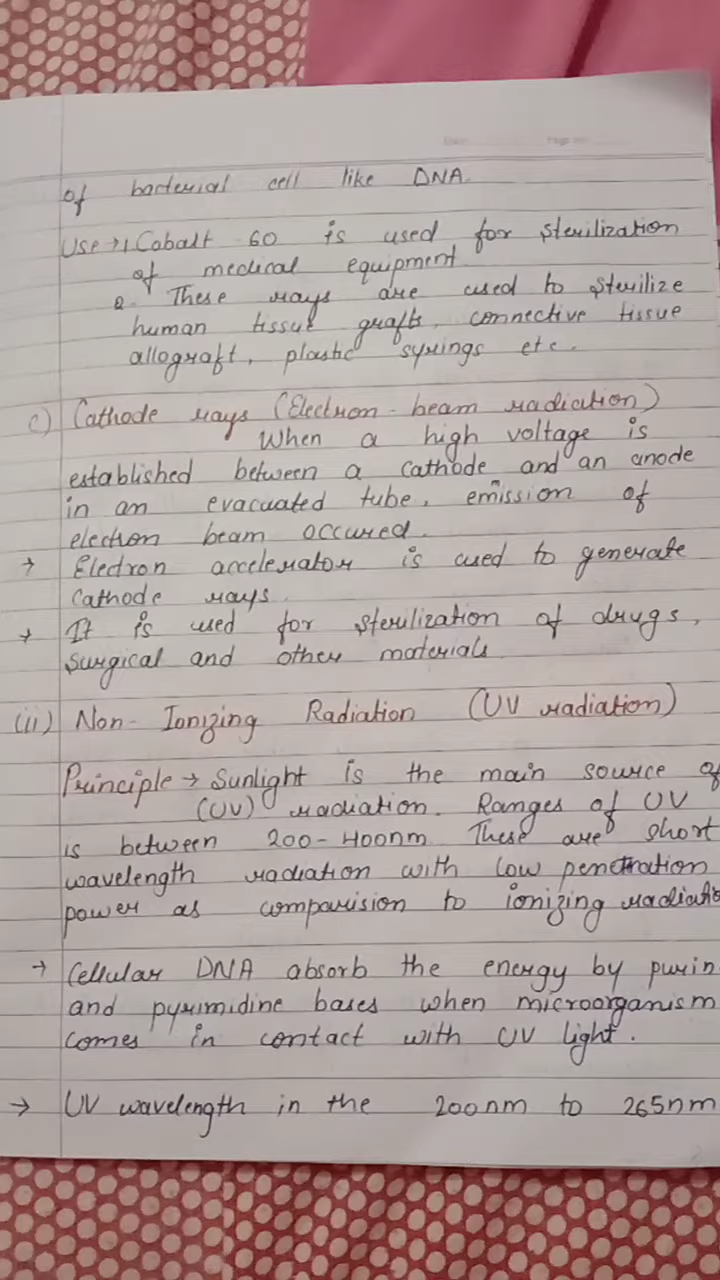 of bacterial cell like DNA.
Use → 1 Cobalt 60 is used for sterilization
of medical equipment
2. These rays are used to sterilize
human tissue grafts, connective tissue
allograft, plastic syrings etc.
c) Cathode rays (Electron-beam radiation)
When a high voltage is
established between a cathode and an anode
in an evacuated tube, emission of
electron beam occured.
→ Electron accelerator is used to generate
Cathode rays.
→ It is used for sterilization of drugs,
surgical and other materials
(ii) Non-Ionizing Radiation (UV radiation)
Principle → Sunlight is the main source of
(UV) radiation. Ranges of UV
is between 200-400nm These are short
wavelength radiation with low penetration
power as comparision to ionizing radiatio
→ Cellular DNA absorb the energy by purin
and pyrimidine bases when microorganism
comes in contact with UV light.
→ UV wavelength in the 200nm to 265nm